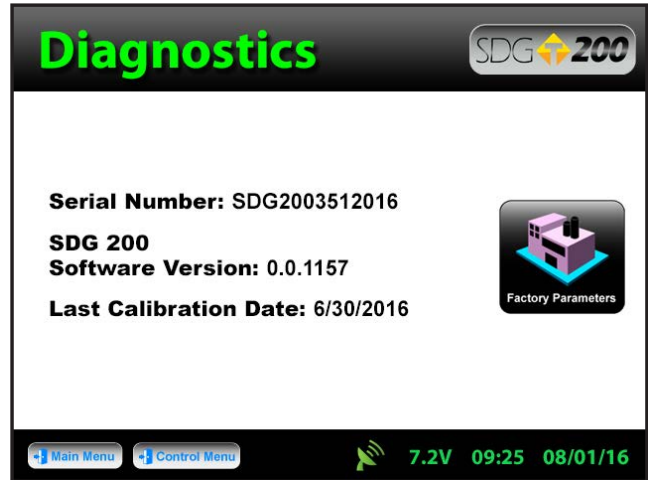 Diagnostics
SDG 200
Serial Number: SDG2003512016
SDG 200
Software Version: 0.0.1157
Last Calibration Date: 6/30/2016
Factory Parameters
Main Menu Control Menu 7.2V 09:25 08/01/16